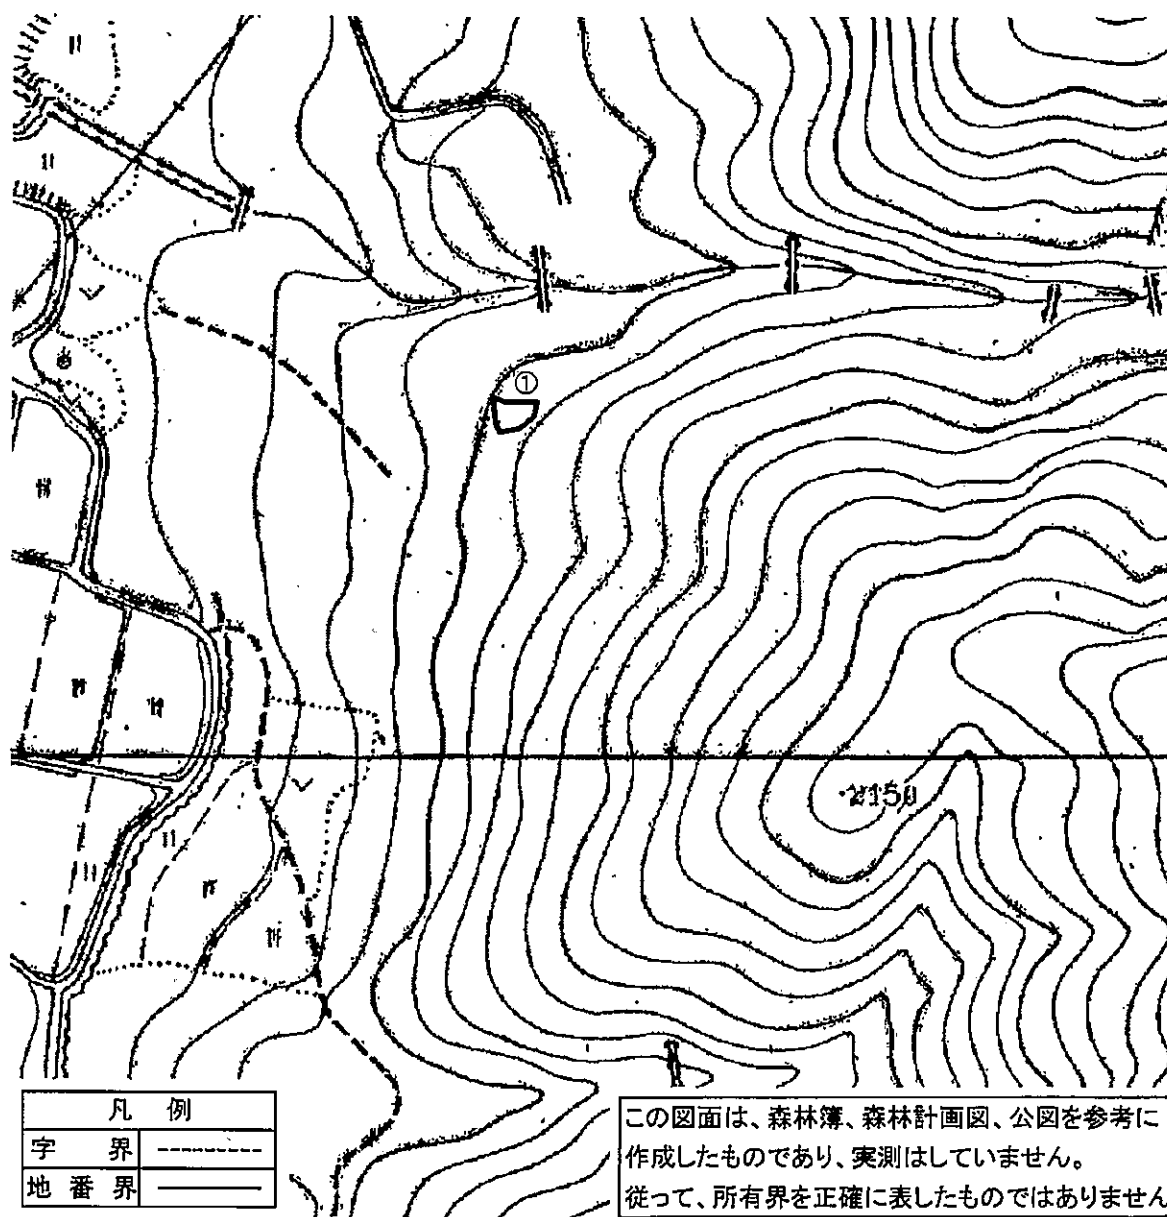 ①
凡 例
字 界
地 番 界
この図面は、森林簿、森林計画図、公図を参考に
作成したものであり、実測はしていません。
従って、所有界を正確に表したものではありません